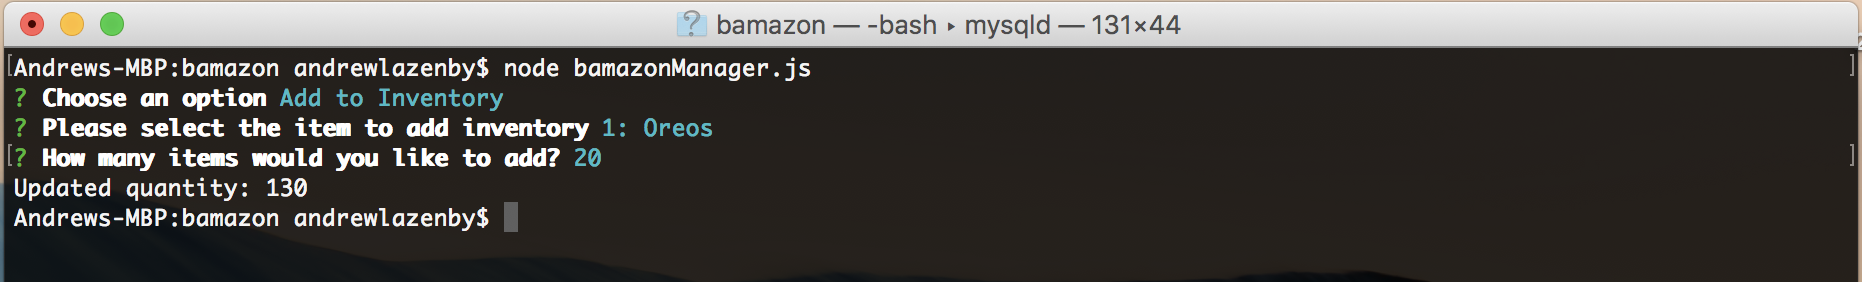 bamazon — -bash ▸ mysqld — 131×44
[Andrews-MBP:bamazon andrewlazenby$ node bamazonManager.js ]
? Choose an option Add to Inventory
? Please select the item to add inventory 1: Oreos
[? How many items would you like to add? 20 ]
Updated quantity: 130
Andrews-MBP:bamazon andrewlazenby$